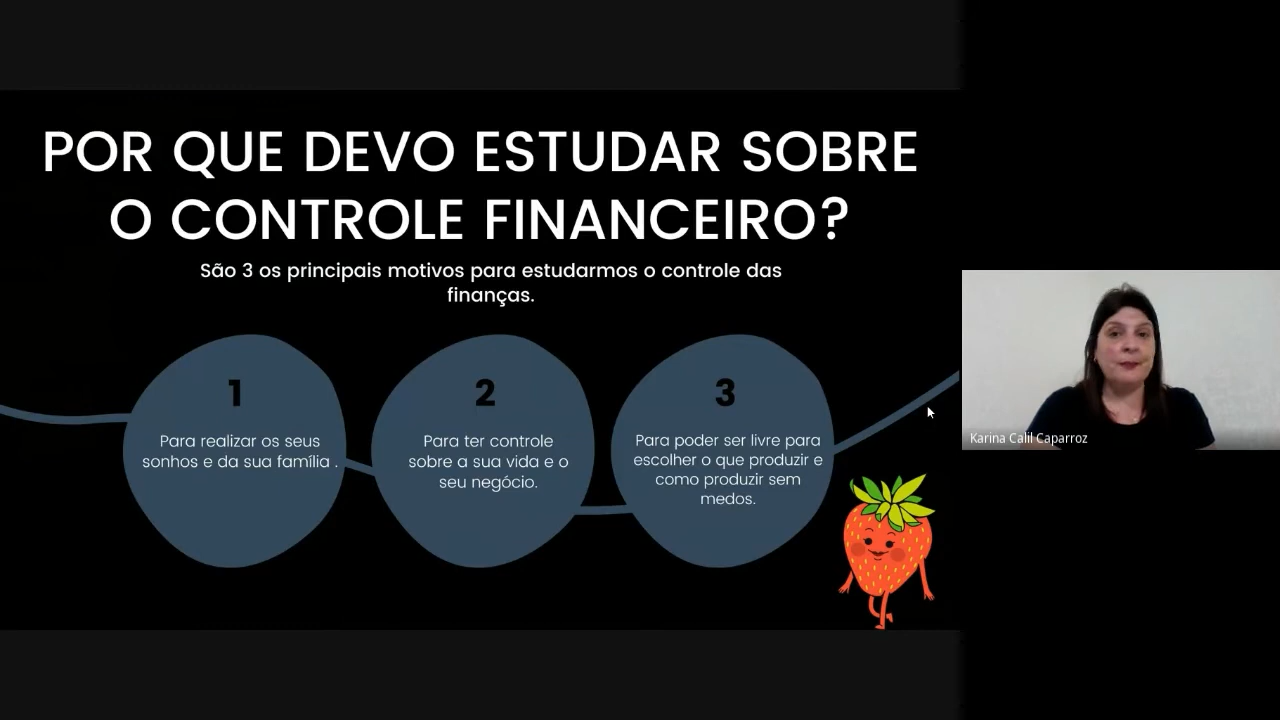 POR QUE DEVO ESTUDAR SOBRE
O CONTROLE FINANCEIRO?
São 3 os principais motivos para estudarmos o controle das
finanças.
1
Para realizar os seus
sonhos e da sua família .
2
Para ter controle
sobre a sua vida e o
seu negócio.
3
Para poder ser livre para
escolher o que produzir e
como produzir sem
medos.
Karina Calil Caparroz